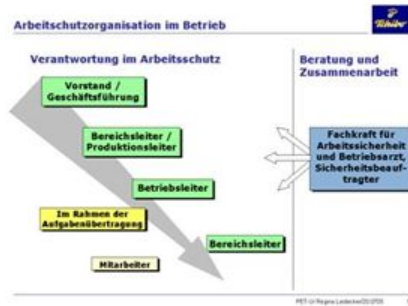 Arbeitschutzorganisation im Betrieb
Tchibo
Verantwortung im Arbeitsschutz
Vorstand /
Geschäftsführung
Bereichsleiter /
Produktionsleiter
Betriebsleiter
Im Rahmen der
Aufgabenübertragung
Bereichsleiter
Mitarbeiter
Beratung und
Zusammenarbeit
Fachkraft für
Arbeitssicherheit
und Betriebsarzt,
Sicherheitsbeauf-
tragter